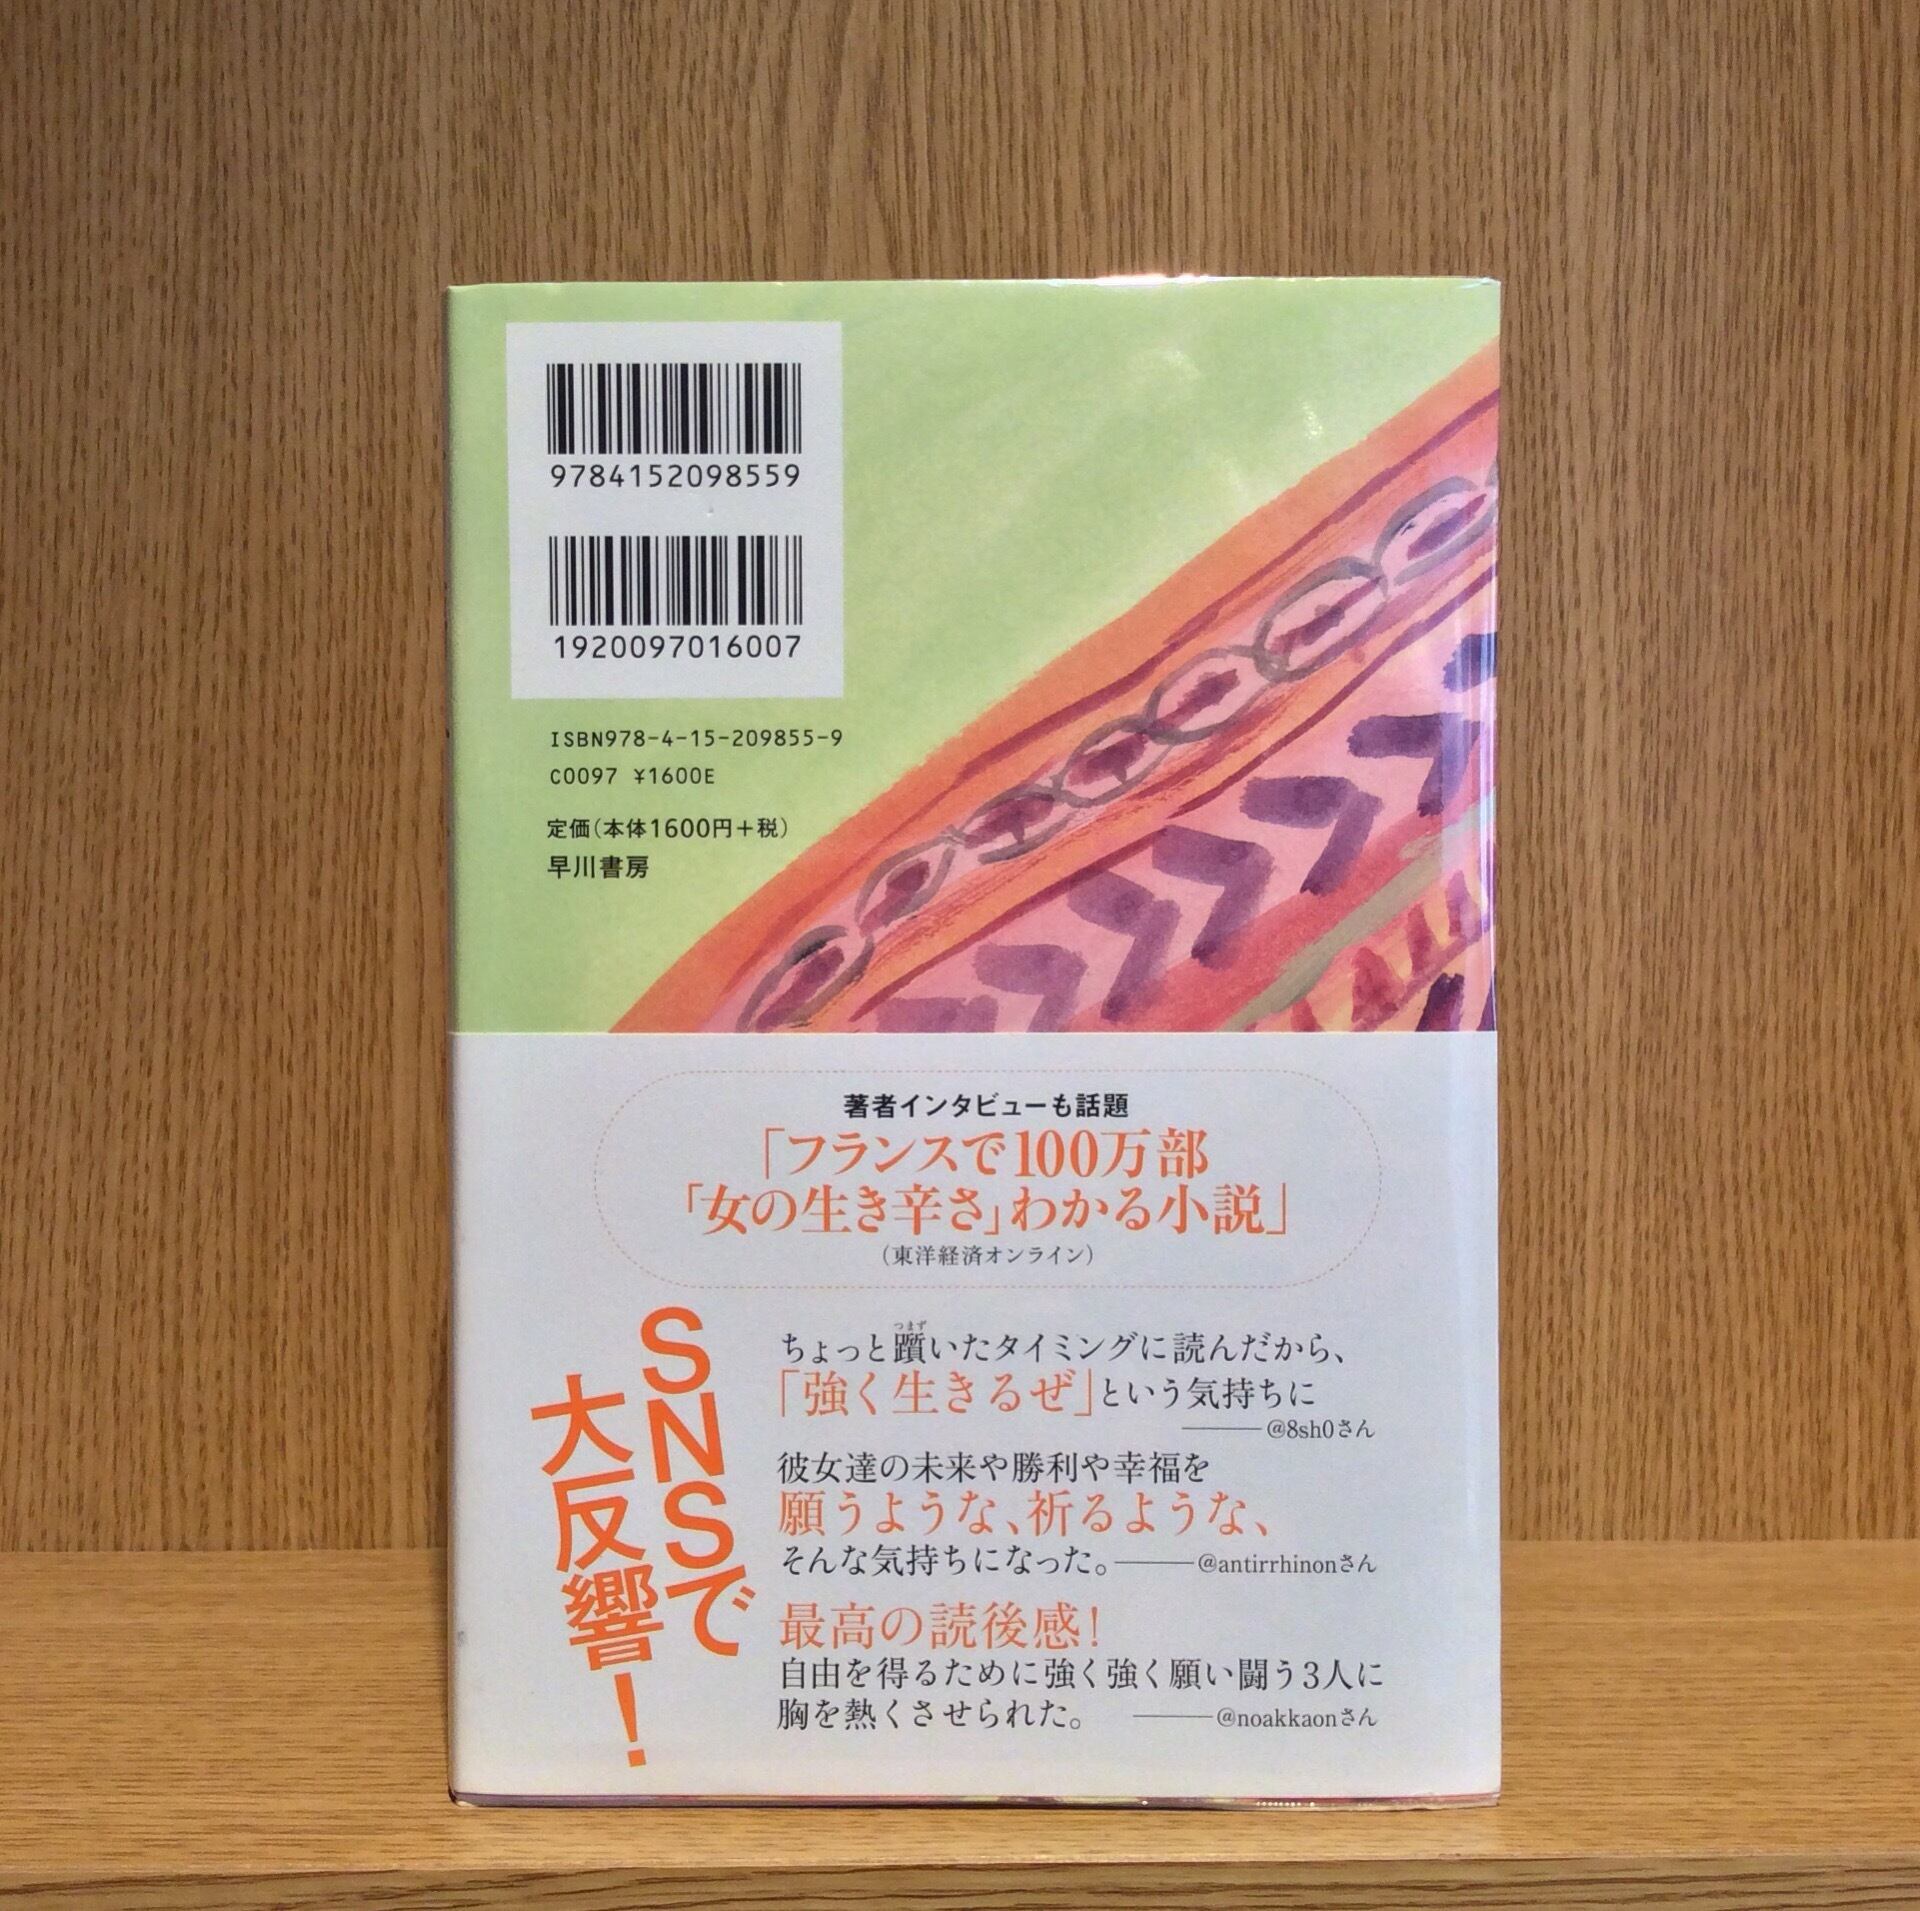 9784152098559
1920097016007
ISBN978-4-15-209855-9
C0097 ¥1600E
定価(本体1600円+税)
早川書房
著者インタビューも話題
「フランスで100万部
「女の生き辛さ」わかる小説」
(東洋経済オンライン)
SNSで
大反響!
つまず
ちょっと躓いたタイミングに読んだから、
「強く生きるぜ」という気持ちに
——@8sh0さん
彼女達の未来や勝利や幸福を
願うような、祈るような、
そんな気持ちになった。——@antirrhinonさん
最高の読後感!
自由を得るために強く強く願い闘う3人に
胸を熱くさせられた。 ——@noakkaonさん